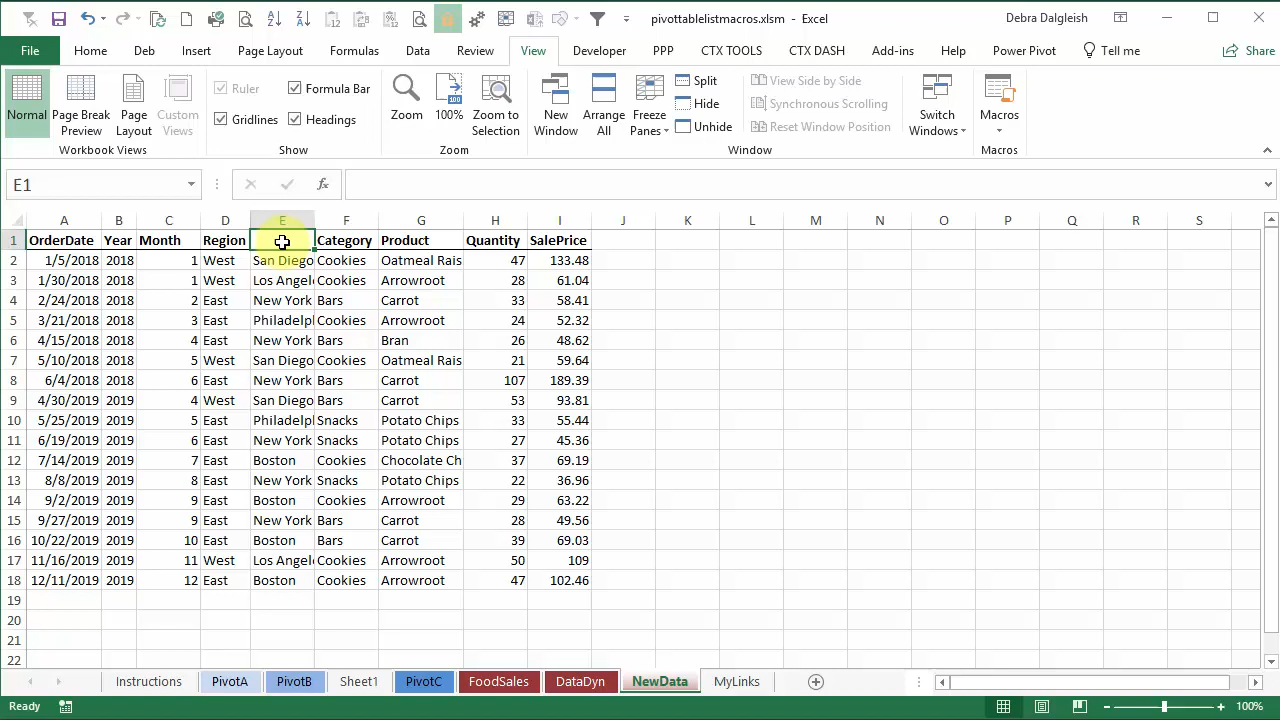 pivottablelistmacros.xlsm - Excel
Debra Dalgleish
File Home Deb Insert Page Layout Formulas Data Review View Developer PPP CTX TOOLS CTX DASH Add-ins Help Power Pivot Tell me Share
Normal
Page Break Preview
Page Layout
Custom Views
Workbook Views
Ruler
Formula Bar
Gridlines
Headings
Show
Zoom
100
100%
Zoom to Selection
Zoom
New Window
Arrange All
Freeze Panes
Split
Hide
Unhide
View Side by Side
Synchronous Scrolling
Reset Window Position
Window
Switch Windows
Macros
Macros
E1
fx
A B C D E F G H I J K L M N O P Q R S
1 OrderDate Year Month Region Category Product Quantity SalePrice
2 1/5/2018 2018 1 West San Diego Cookies Oatmeal Rais 47 133.48
3 1/30/2018 2018 1 West Los Angel Cookies Arrowroot 28 61.04
4 2/24/2018 2018 2 East New York Bars Carrot 33 58.41
5 3/21/2018 2018 3 East Philadelp Cookies Arrowroot 24 52.32
6 4/15/2018 2018 4 East New York Bars Bran 26 48.62
7 5/10/2018 2018 5 West San Diego Cookies Oatmeal Rais 21 59.64
8 6/4/2018 2018 6 East New York Bars Carrot 107 189.39
9 4/30/2019 2019 4 West San Diego Bars Carrot 53 93.81
10 5/25/2019 2019 5 East Philadelp Snacks Potato Chips 33 55.44
11 6/19/2019 2019 6 East New York Snacks Potato Chips 27 45.36
12 7/14/2019 2019 7 East Boston Cookies Chocolate Ch 37 69.19
13 8/8/2019 2019 8 East New York Snacks Potato Chips 22 36.96
14 9/2/2019 2019 9 East Boston Cookies Arrowroot 29 63.22
15 9/27/2019 2019 9 East New York Bars Carrot 28 49.56
16 10/22/2019 2019 10 East Boston Bars Carrot 39 69.03
17 11/16/2019 2019 11 West Los Angel Cookies Arrowroot 50 109
18 12/11/2019 2019 12 East Boston Cookies Arrowroot 47 102.46
19
20
21
22
Instructions PivotA PivotB Sheet1 PivotC FoodSales DataDyn NewData MyLinks
Ready
100%